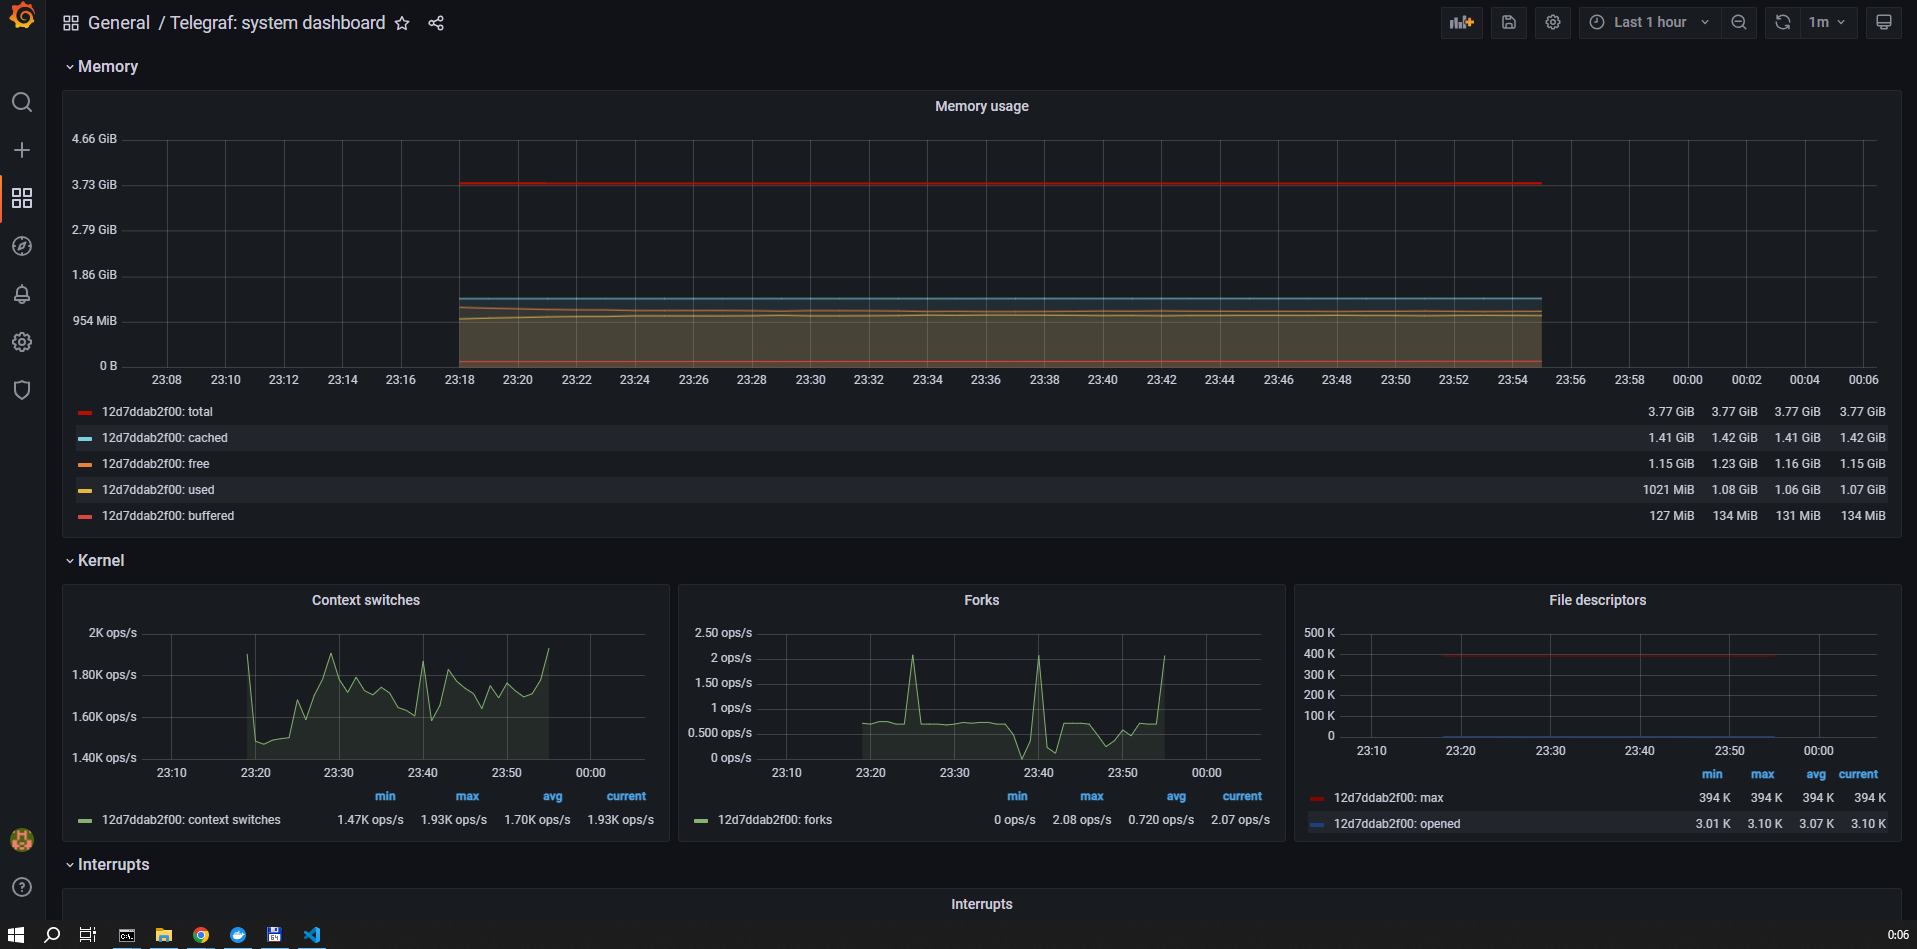 General / Telegraf: system dashboard
Last 1 hour
1m
Memory
Memory usage
4.66 GiB
3.73 GiB
2.79 GiB
1.86 GiB
954 MiB
0 B
23:08 23:10 23:12 23:14 23:16 23:18 23:20 23:22 23:24 23:26 23:28 23:30 23:32 23:34 23:36 23:38 23:40 23:42 23:44 23:46 23:48 23:50 23:52 23:54 23:56 23:58 00:00 00:02 00:04 00:06
12d7ddab2f00: total 3.77 GiB 3.77 GiB 3.77 GiB 3.77 GiB
12d7ddab2f00: cached 1.41 GiB 1.42 GiB 1.41 GiB 1.42 GiB
12d7ddab2f00: free 1.15 GiB 1.23 GiB 1.16 GiB 1.15 GiB
12d7ddab2f00: used 1021 MiB 1.08 GiB 1.06 GiB 1.07 GiB
12d7ddab2f00: buffered 127 MiB 134 MiB 131 MiB 134 MiB
Kernel
Context switches
2K ops/s
1.80K ops/s
1.60K ops/s
1.40K ops/s
23:10 23:20 23:30 23:40 23:50 00:00
min max avg current
12d7ddab2f00: context switches 1.47K ops/s 1.93K ops/s 1.70K ops/s 1.93K ops/s
Forks
2.50 ops/s
2 ops/s
1.50 ops/s
1 ops/s
0.500 ops/s
0 ops/s
23:10 23:20 23:30 23:40 23:50 00:00
min max avg current
12d7ddab2f00: forks 0 ops/s 2.08 ops/s 0.720 ops/s 2.07 ops/s
File descriptors
500 K
400 K
300 K
200 K
100 K
0
23:10 23:20 23:30 23:40 23:50 00:00
min max avg current
12d7ddab2f00: max 394 K 394 K 394 K 394 K
12d7ddab2f00: opened 3.01 K 3.10 K 3.07 K 3.10 K
Interrupts
Interrupts
C:\.
64
0:06